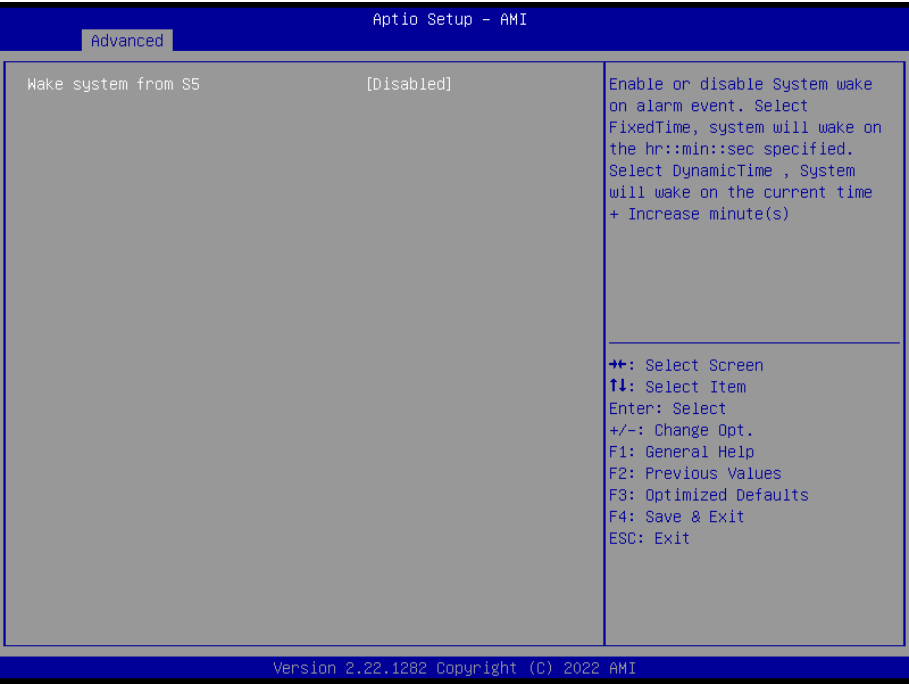 Aptio Setup – AMI
Advanced
Wake system from S5 [Disabled]
Enable or disable System wake
on alarm event. Select
FixedTime, system will wake on
the hr::min::sec specified.
Select DynamicTime , System
will wake on the current time
+ Increase minute(s)
→←: Select Screen
↑↓: Select Item
Enter: Select
+/-: Change Opt.
F1: General Help
F2: Previous Values
F3: Optimized Defaults
F4: Save & Exit
ESC: Exit
Version 2.22.1282 Copyright (C) 2022 AMI